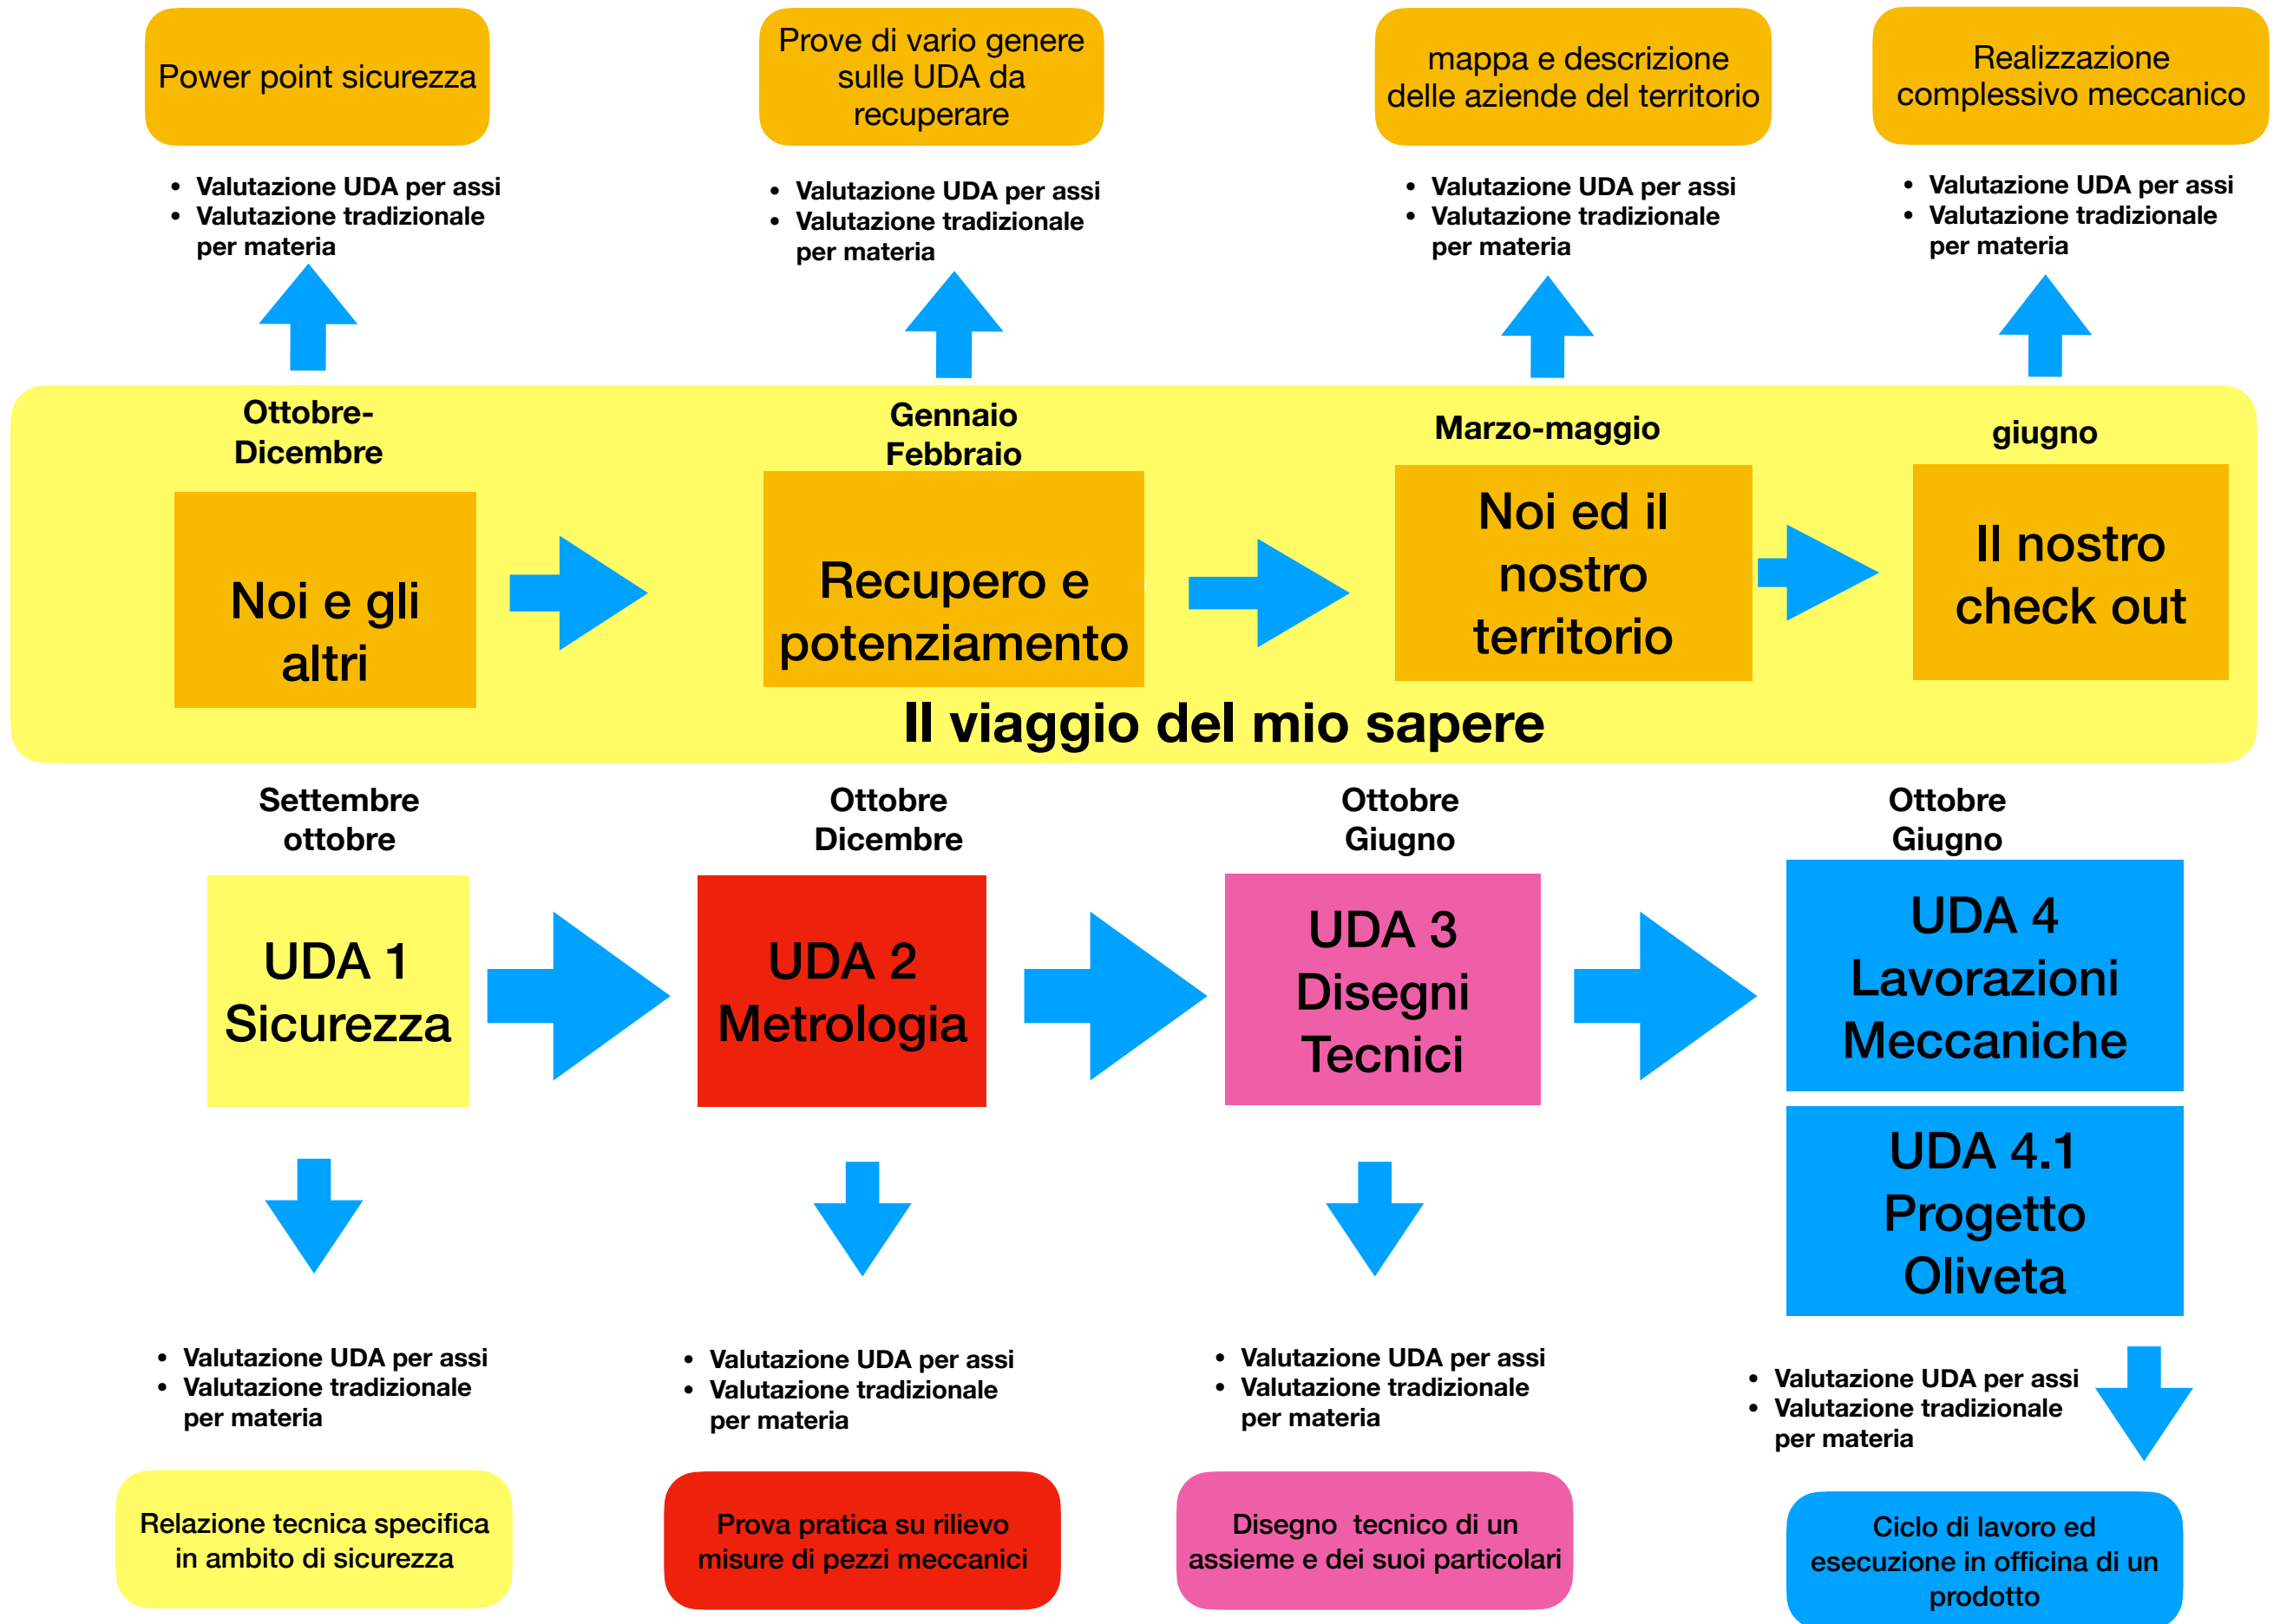 Power point sicurezza
Prove di vario genere
sulle UDA da
recuperare
mappa e descrizione
delle aziende del territorio
Realizzazione
complessivo meccanico
• Valutazione UDA per assi
• Valutazione tradizionale
per materia
• Valutazione UDA per assi
• Valutazione tradizionale
per materia
• Valutazione UDA per assi
• Valutazione tradizionale
per materia
• Valutazione UDA per assi
• Valutazione tradizionale
per materia
Ottobre-
Dicembre
Gennaio
Febbraio
Marzo-maggio
giugno
Noi e gli
altri
Recupero e
potenziamento
Noi ed il
nostro
territorio
Il nostro
check out
Il viaggio del mio sapere
Settembre
ottobre
Ottobre
Dicembre
Ottobre
Giugno
Ottobre
Giugno
UDA 1
Sicurezza
UDA 2
Metrologia
UDA 3
Disegni
Tecnici
UDA 4
Lavorazioni
Meccaniche
UDA 4.1
Progetto
Oliveta
• Valutazione UDA per assi
• Valutazione tradizionale
per materia
• Valutazione UDA per assi
• Valutazione tradizionale
per materia
• Valutazione UDA per assi
• Valutazione tradizionale
per materia
• Valutazione UDA per assi
• Valutazione tradizionale
per materia
Relazione tecnica specifica
in ambito di sicurezza
Prova pratica su rilievo
misure di pezzi meccanici
Disegno tecnico di un
assieme e dei suoi particolari
Ciclo di lavoro ed
esecuzione in officina di un
prodotto